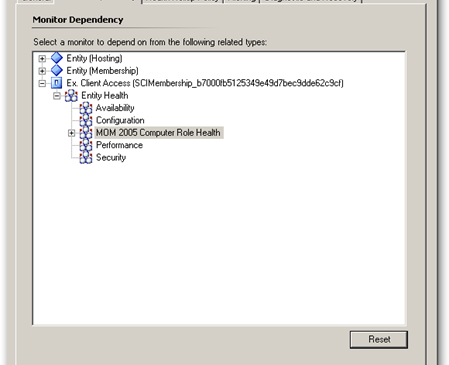 Monitor Dependency
Select a monitor to depend on from the following related types:
Entity (Hosting)
Entity (Membership)
Ex. Client Access (SCIMembership_b7000fb5125349e49d7bec9dde62c9cf)
Entity Health
Availability
Configuration
MOM 2005 Computer Role Health
Performance
Security
Reset